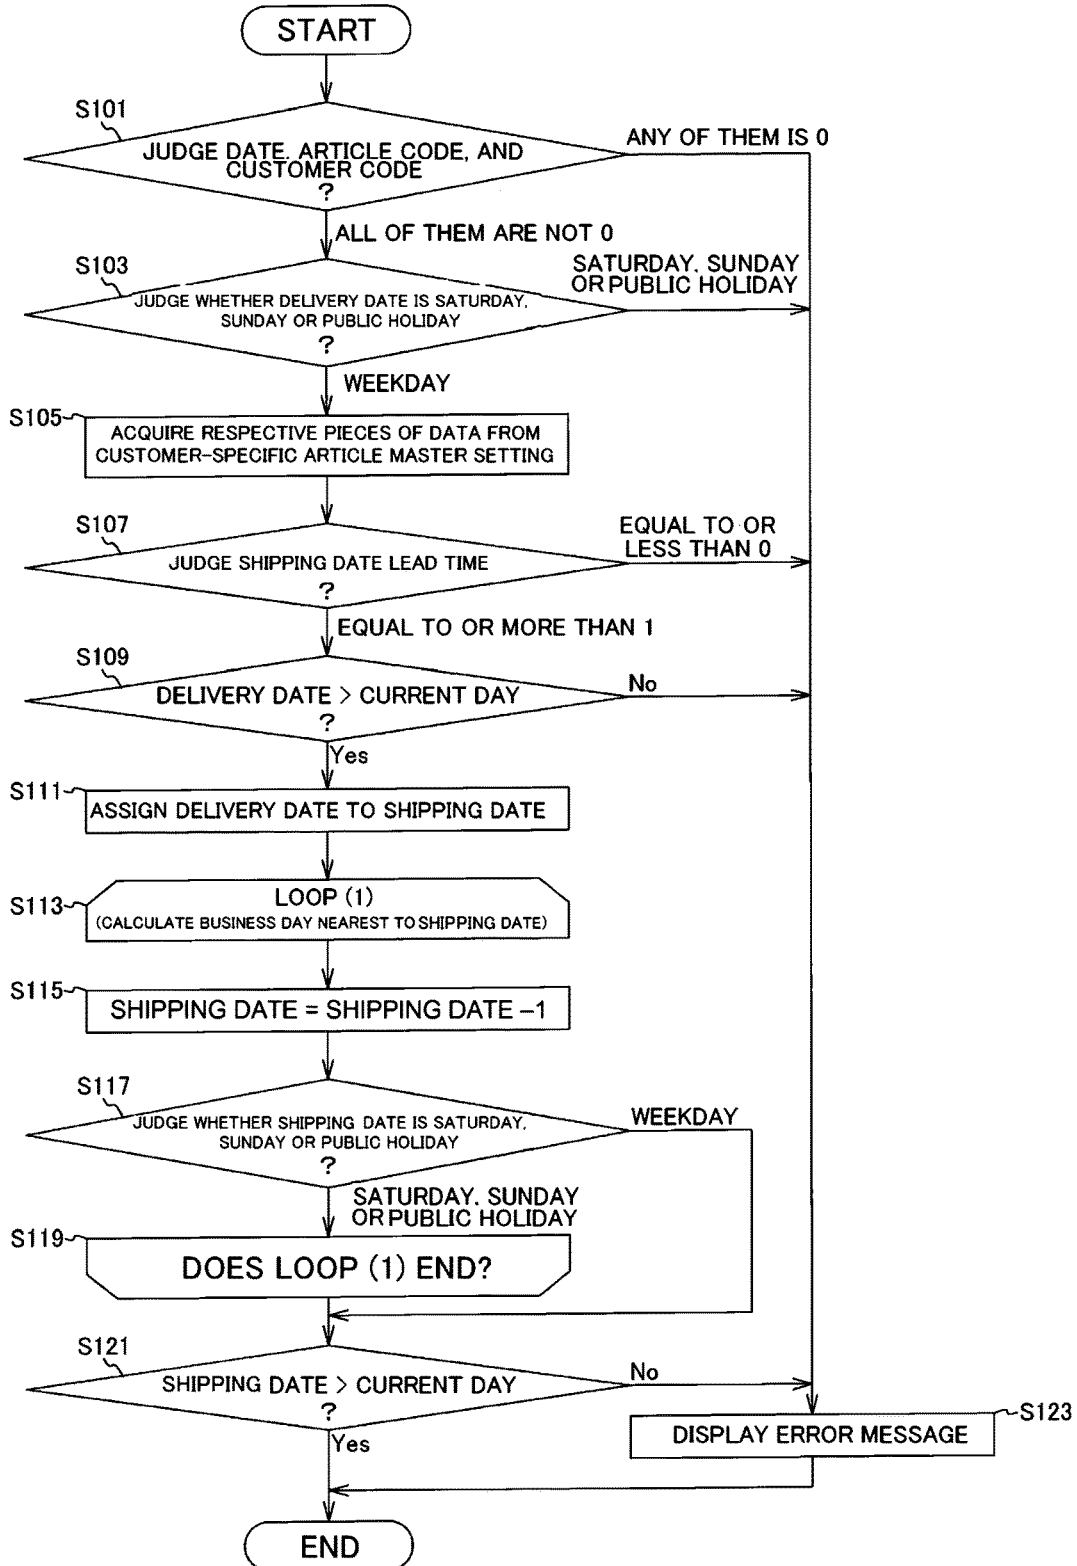 START
S101
JUDGE DATE. ARTICLE CODE, AND
CUSTOMER CODE
?
ANY OF THEM IS 0
ALL OF THEM ARE NOT 0
S103
JUDGE WHETHER DELIVERY DATE IS SATURDAY,
SUNDAY OR PUBLIC HOLIDAY
?
SATURDAY. SUNDAY
OR PUBLIC HOLIDAY
WEEKDAY
S105
ACQUIRE RESPECTIVE PIECES OF DATA FROM
CUSTOMER-SPECIFIC ARTICLE MASTER SETTING
S107
JUDGE SHIPPING DATE LEAD TIME
?
EQUAL TO OR
LESS THAN 0
EQUAL TO OR MORE THAN 1
S109
DELIVERY DATE > CURRENT DAY
?
No
Yes
S111
ASSIGN DELIVERY DATE TO SHIPPING DATE
S113
LOOP (1)
(CALCULATE BUSINESS DAY NEAREST TO SHIPPING DATE)
S115
SHIPPING DATE = SHIPPING DATE –1
S117
JUDGE WHETHER SHIPPING DATE IS SATURDAY,
SUNDAY OR PUBLIC HOLIDAY
?
WEEKDAY
SATURDAY. SUNDAY
OR PUBLIC HOLIDAY
S119
DOES LOOP (1) END?
S121
SHIPPING DATE > CURRENT DAY
?
No
Yes
S123
DISPLAY ERROR MESSAGE
END